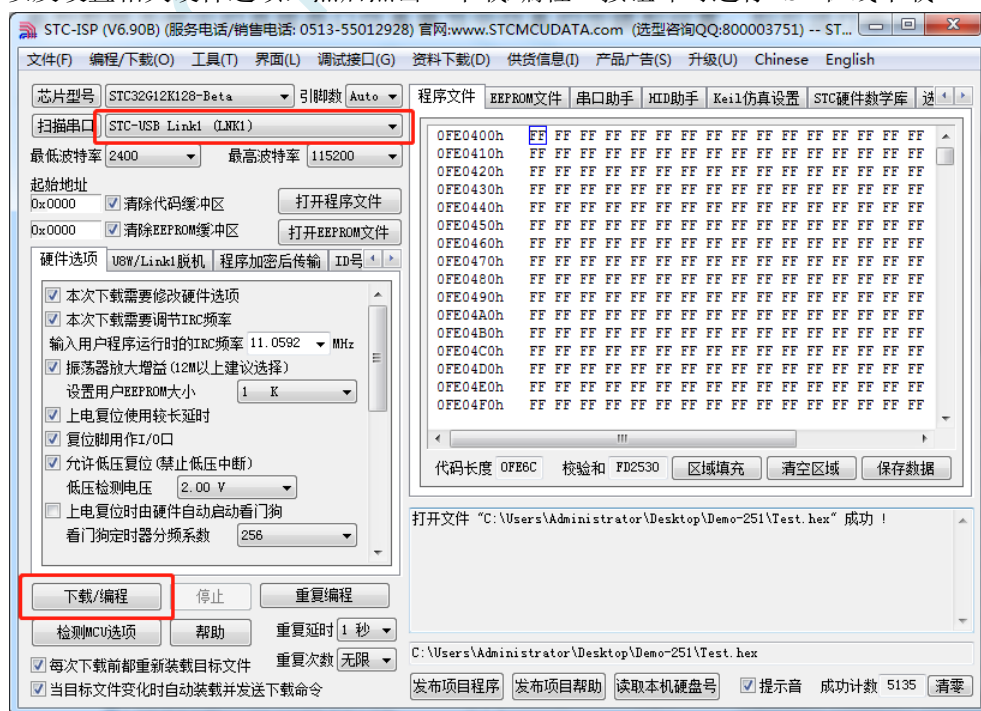 STC-ISP (V6.90B) (服务电话/销售电话: 0513-55012928) 官网:www.STCMCUDATA.com (选型咨询QQ:800003751) -- ST...
文件(F) 编程/下载(O) 工具(T) 界面(L) 调试接口(G) 资料下载(D) 供货信息(I) 产品广告(S) 升级(U) Chinese English
芯片型号 STC32G12K128-Beta 引脚数 Auto
扫描串口 STC-USB Link1 (LNK1)
最低波特率 2400 最高波特率 115200
起始地址
0x0000 清除代码缓冲区 打开程序文件
0x0000 清除EEPROM缓冲区 打开EEPROM文件
硬件选项 U8W/Link1脱机 程序加密后传输 ID号
本次下载需要修改硬件选项
本次下载需要调节IRC频率
输入用户程序运行时的IRC频率 11.0592 MHz
振荡器放大增益(12M以上建议选择)
设置用户EEPROM大小 1 K
上电复位使用较长延时
复位脚用作I/O口
允许低压复位(禁止低压中断)
低压检测电压 2.00 V
上电复位时由硬件自动启动看门狗
看门狗定时器分频系数 256
下载/编程 停止 重复编程
检测MCU选项 帮助 重复延时 1 秒
每次下载前都重新装载目标文件 重复次数 无限
当目标文件变化时自动装载并发送下载命令
程序文件 EEPROM文件 串口助手 HID助手 Keil仿真设置 STC硬件数学库 选
0FE0400h FF FF FF FF FF FF FF FF FF FF FF FF FF FF FF FF
0FE0410h FF FF FF FF FF FF FF FF FF FF FF FF FF FF FF FF
0FE0420h FF FF FF FF FF FF FF FF FF FF FF FF FF FF FF FF
0FE0430h FF FF FF FF FF FF FF FF FF FF FF FF FF FF FF FF
0FE0440h FF FF FF FF FF FF FF FF FF FF FF FF FF FF FF FF
0FE0450h FF FF FF FF FF FF FF FF FF FF FF FF FF FF FF FF
0FE0460h FF FF FF FF FF FF FF FF FF FF FF FF FF FF FF FF
0FE0470h FF FF FF FF FF FF FF FF FF FF FF FF FF FF FF FF
0FE0480h FF FF FF FF FF FF FF FF FF FF FF FF FF FF FF FF
0FE0490h FF FF FF FF FF FF FF FF FF FF FF FF FF FF FF FF
0FE04A0h FF FF FF FF FF FF FF FF FF FF FF FF FF FF FF FF
0FE04B0h FF FF FF FF FF FF FF FF FF FF FF FF FF FF FF FF
0FE04C0h FF FF FF FF FF FF FF FF FF FF FF FF FF FF FF FF
0FE04D0h FF FF FF FF FF FF FF FF FF FF FF FF FF FF FF FF
0FE04E0h FF FF FF FF FF FF FF FF FF FF FF FF FF FF FF FF
0FE04F0h FF FF FF FF FF FF FF FF FF FF FF FF FF FF FF FF
代码长度 0FE6C 校验和 FD2530 区域填充 清空区域 保存数据
打开文件 “C:\Users\Administrator\Desktop\Demo-251\Test.hex” 成功 !
C:\Users\Administrator\Desktop\Demo-251\Test.hex
发布项目程序 发布项目帮助 读取本机硬盘号 提示音 成功计数 5135 清零